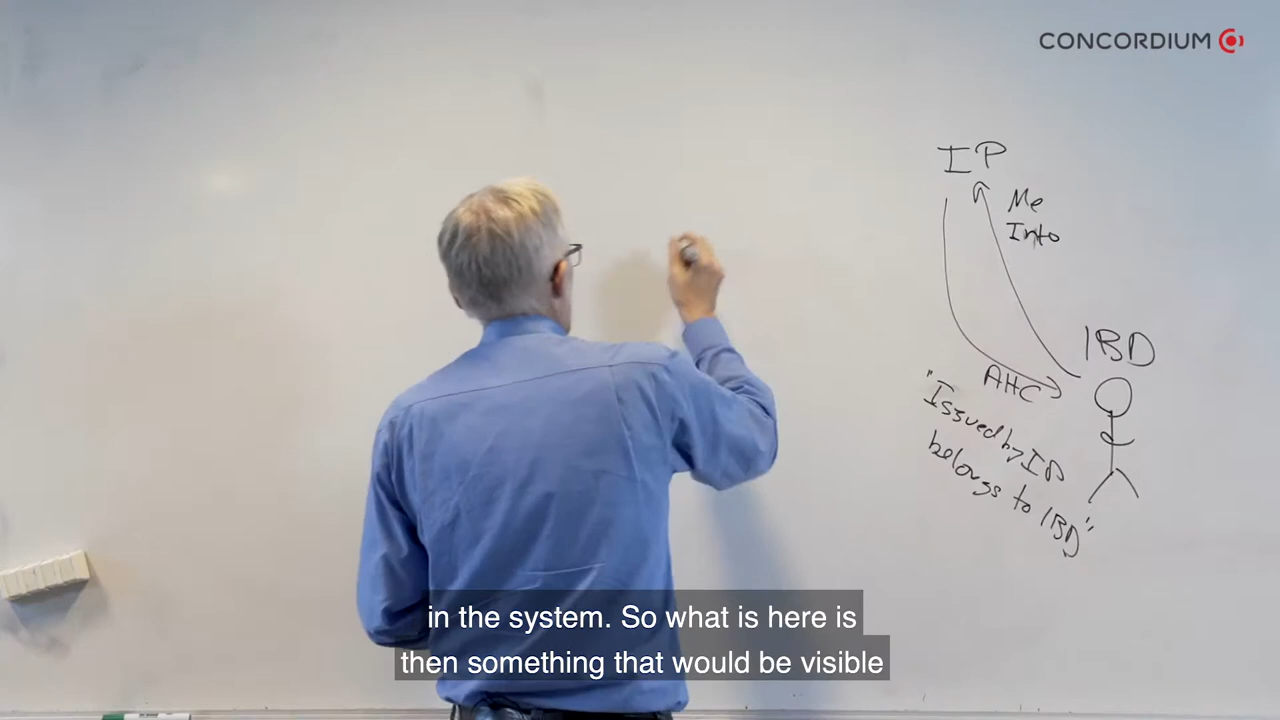 CONCORDIUM
IP
Me
Info
IBD
AHC
"Issued by IP
belongs to IBD"
in the system. So what is here is
then something that would be visible